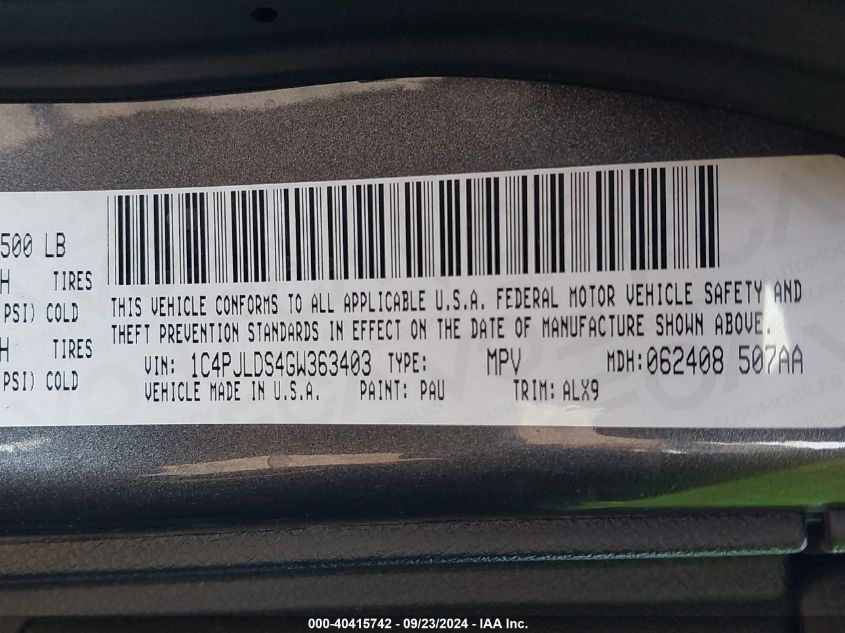 500 LB
H TIRES
PSI) COLD
H TIRES
PSI) COLD
THIS VEHICLE CONFORMS TO ALL APPLICABLE U.S.A. FEDERAL MOTOR VEHICLE SAFETY AND
THEFT PREVENTION STANDARDS IN EFFECT ON THE DATE OF MANUFACTURE SHOWN ABOVE.
VIN: 1C4PJLDS4GW363403 TYPE: MPV MDH:062408 507AA
VEHICLE MADE IN U.S.A. PAINT: PAU TRIM: ALX9
000-40415742 - 09/23/2024 - IAA Inc.